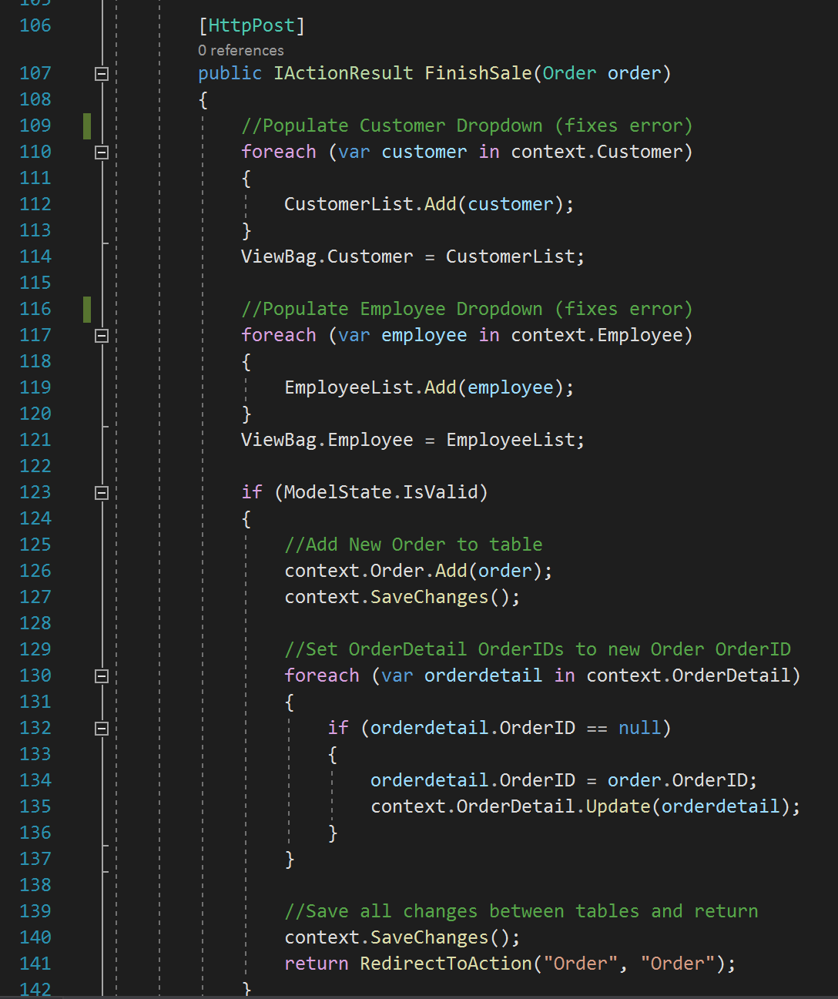 105
106 [HttpPost]
0 references
107 public IActionResult FinishSale(Order order)
108 {
109 //Populate Customer Dropdown (fixes error)
110 foreach (var customer in context.Customer)
111 {
112 CustomerList.Add(customer);
113 }
114 ViewBag.Customer = CustomerList;
115
116 //Populate Employee Dropdown (fixes error)
117 foreach (var employee in context.Employee)
118 {
119 EmployeeList.Add(employee);
120 }
121 ViewBag.Employee = EmployeeList;
122
123 if (ModelState.IsValid)
124 {
125 //Add New Order to table
126 context.Order.Add(order);
127 context.SaveChanges();
128
129 //Set OrderDetail OrderIDs to new Order OrderID
130 foreach (var orderdetail in context.OrderDetail)
131 {
132 if (orderdetail.OrderID == null)
133 {
134 orderdetail.OrderID = order.OrderID;
135 context.OrderDetail.Update(orderdetail);
136 }
137 }
138
139 //Save all changes between tables and return
140 context.SaveChanges();
141 return RedirectToAction("Order", "Order");
142 }